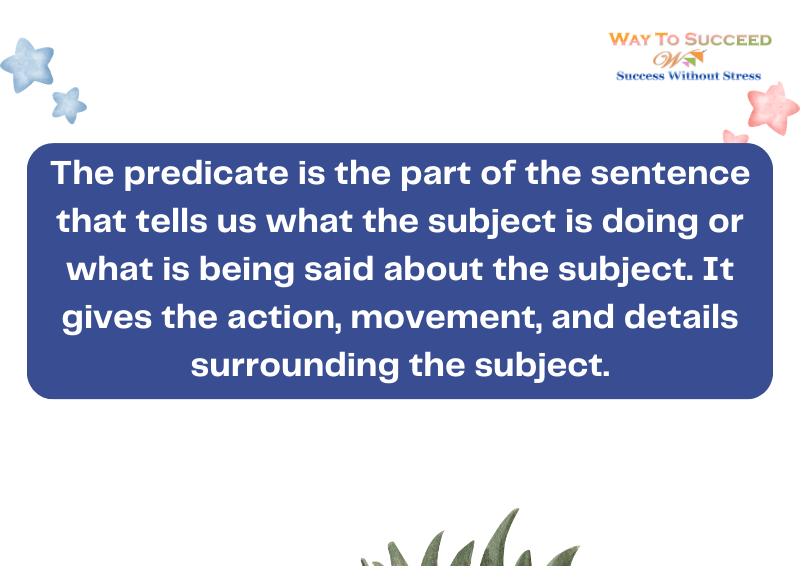 WAY TO SUCCEED
W
Success Without Stress
The predicate is the part of the sentence
that tells us what the subject is doing or
what is being said about the subject. It
gives the action, movement, and details
surrounding the subject.